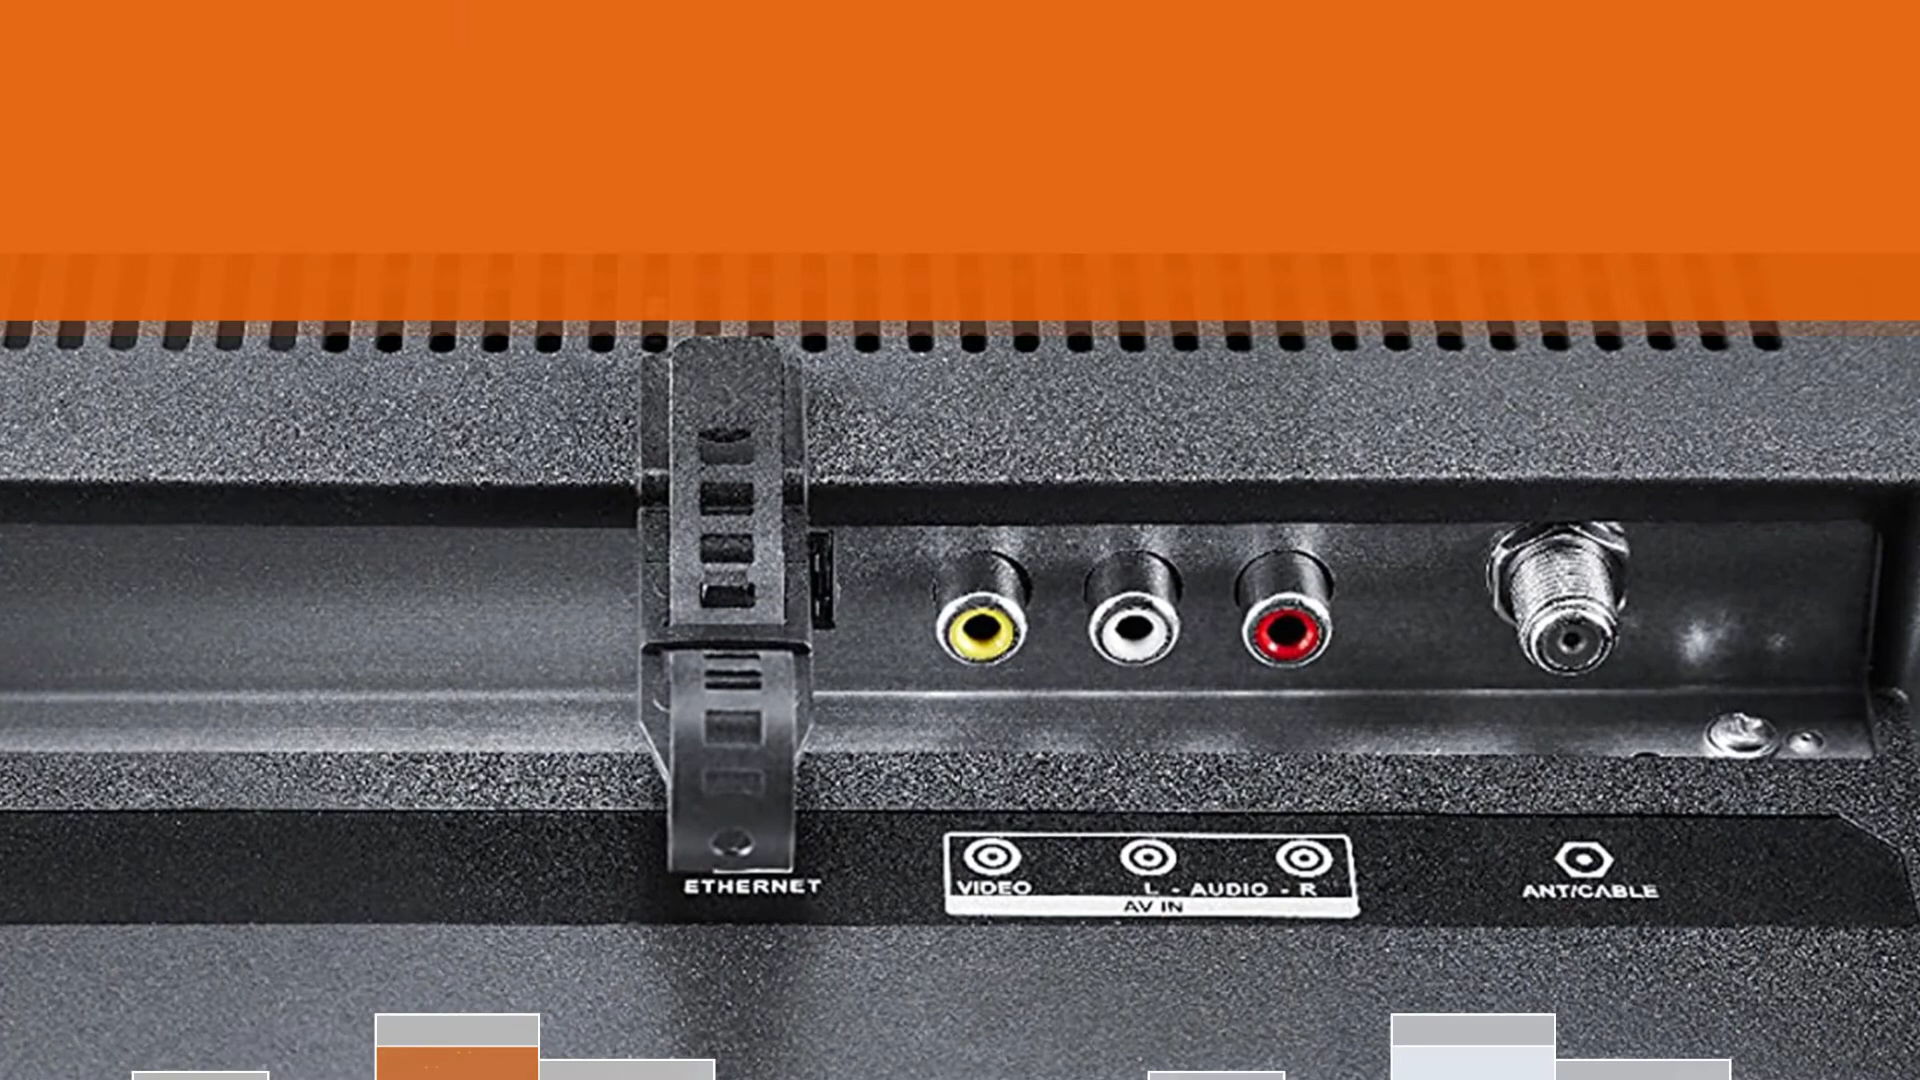 ETHERNET
VIDEO
L - AUDIO - R
AV IN
ANT/CABLE